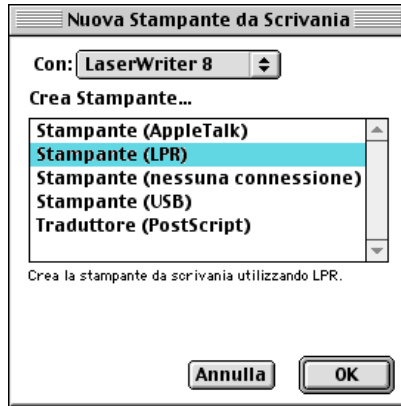 Nuova Stampante da Scrivania
Con: LaserWriter 8
Crea Stampante...
Stampante (AppleTalk)
Stampante (LPR)
Stampante (nessuna connessione)
Stampante (USB)
Traduttore (PostScript)
Crea la stampante da scrivania utilizzando LPR.
Annulla OK